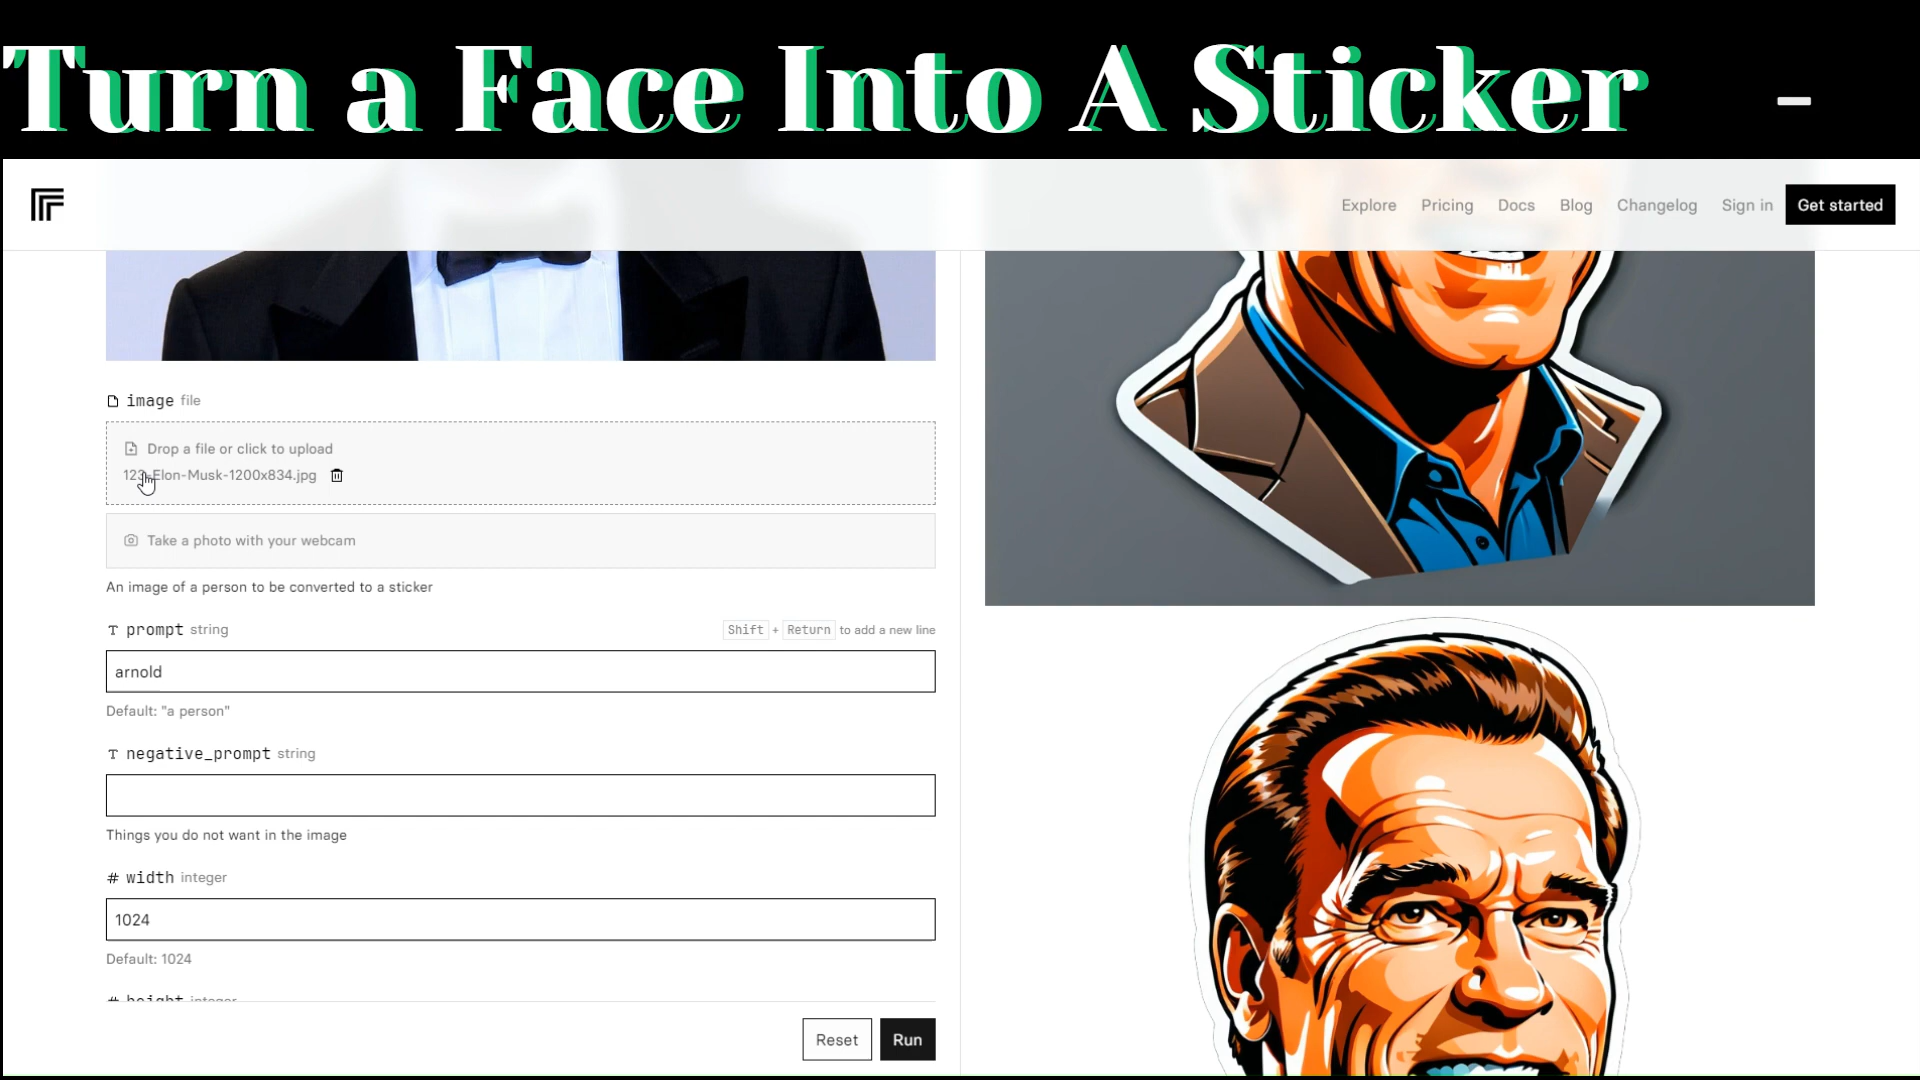 Turn a Face Into A Sticker
Explore Pricing Docs Blog Changelog Sign in Get started
image file
Drop a file or click to upload
123-Elon-Musk-1200x834.jpg
Take a photo with your webcam
An image of a person to be converted to a sticker
prompt string Shift + Return to add a new line
arnold
Default: "a person"
negative_prompt string
Things you do not want in the image
# width integer
1024
Default: 1024
# height integer
Reset Run